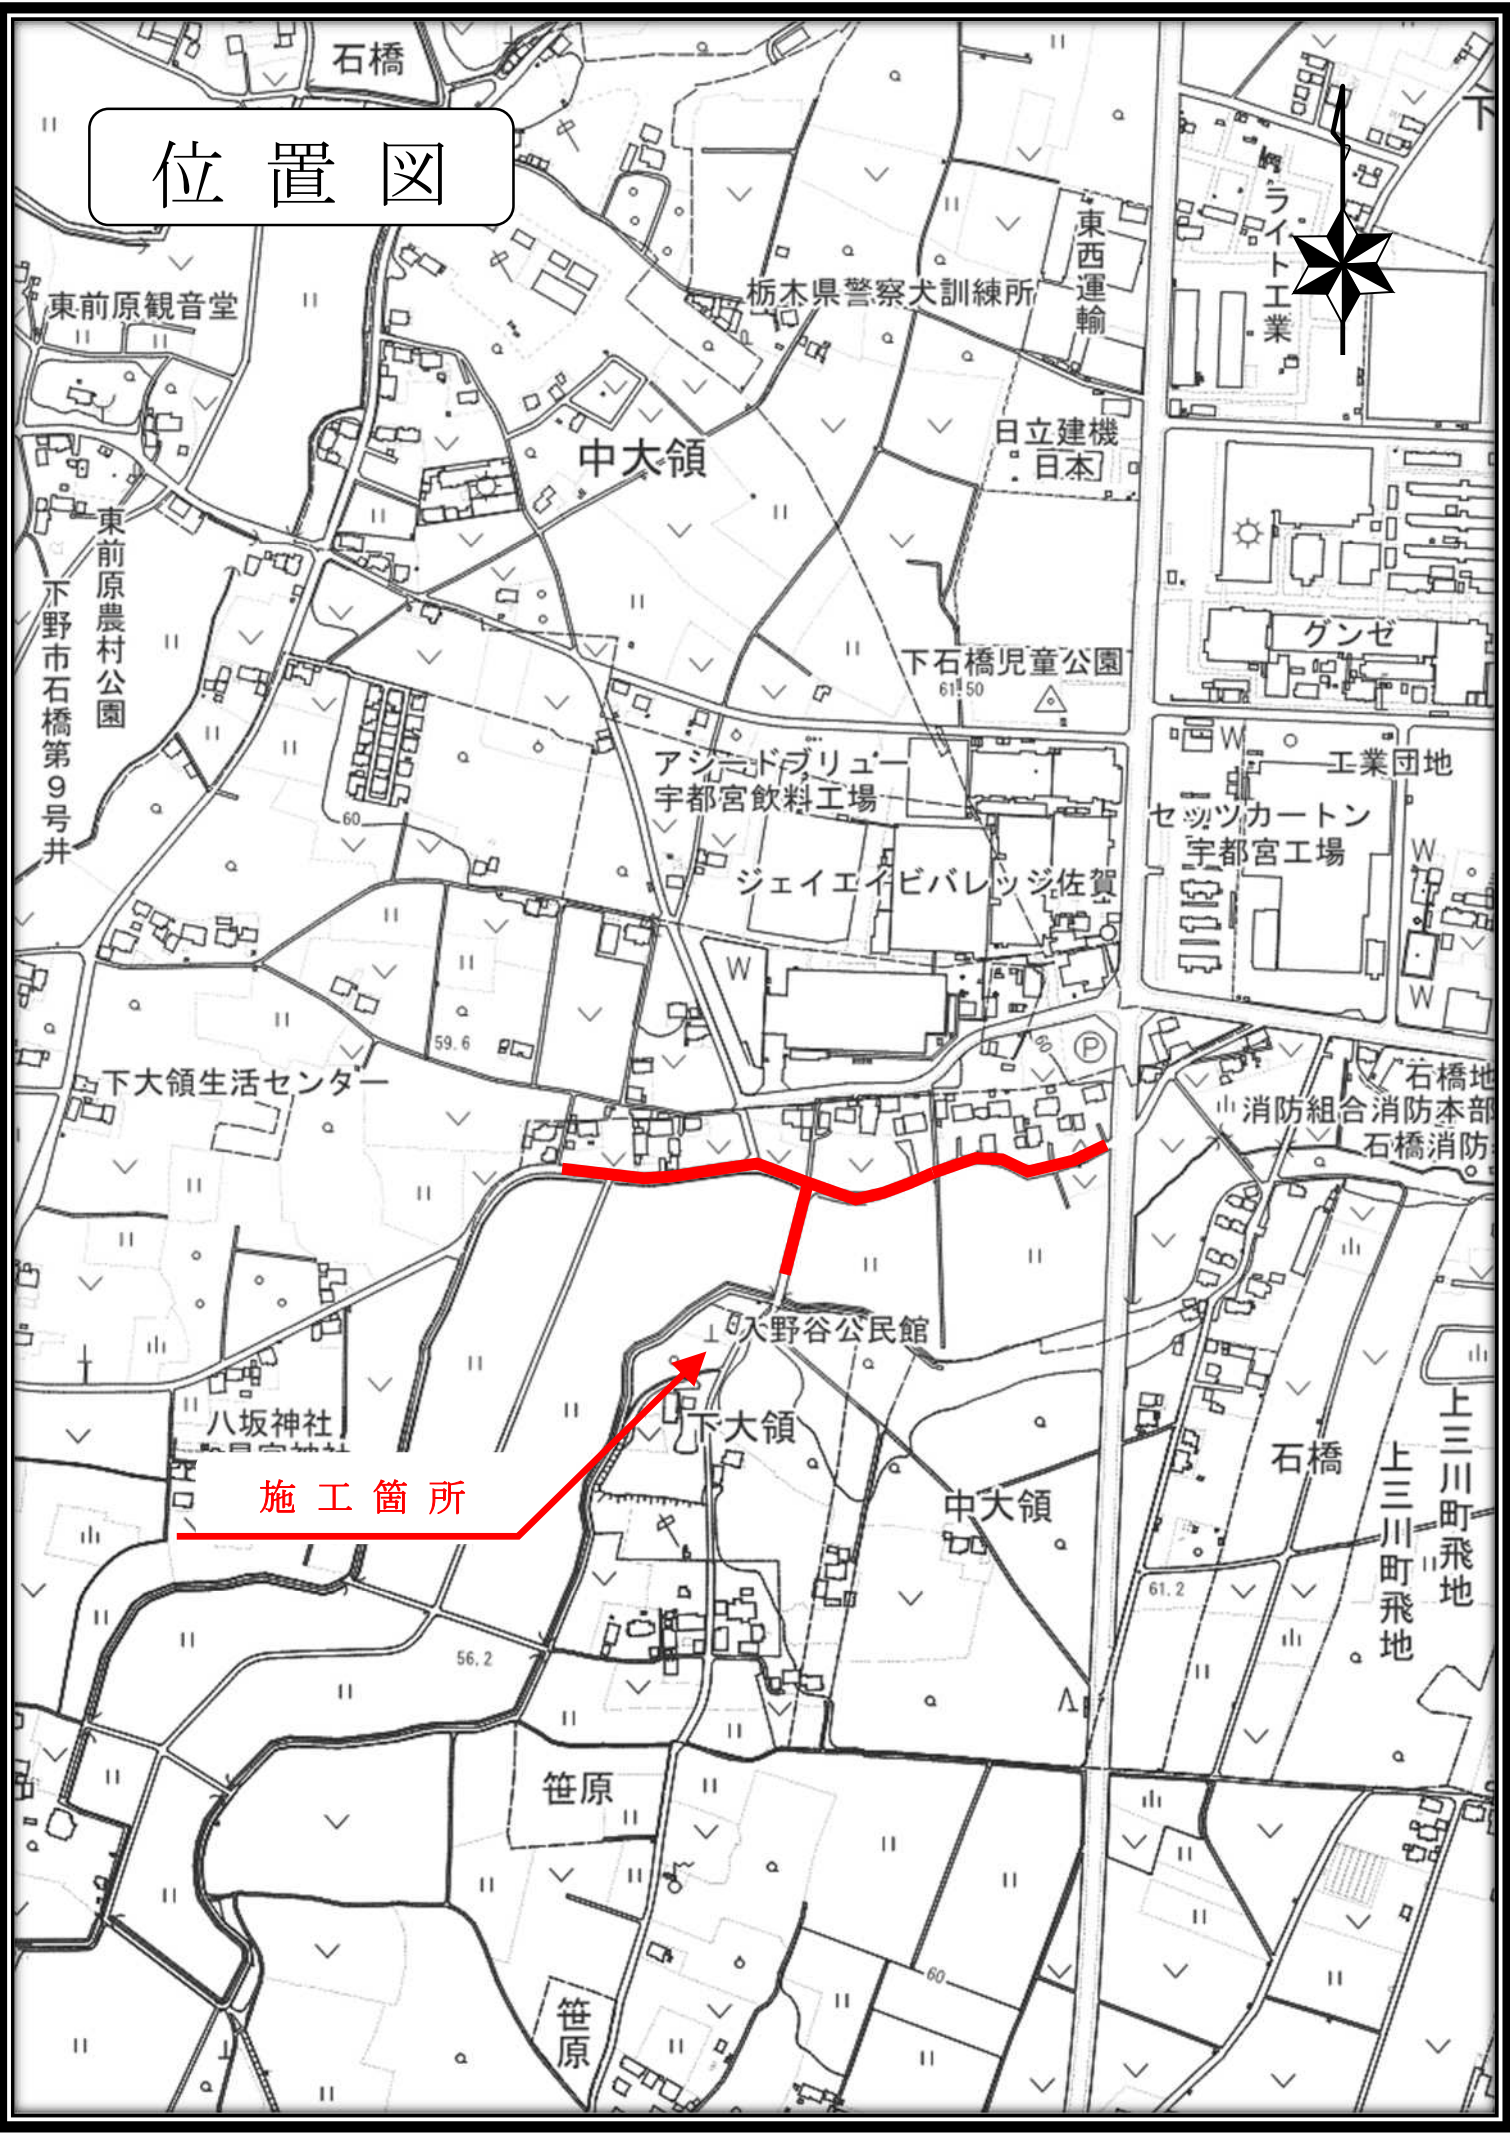 石橋
下
位置図
ライト工業
東西運輸
栃木県警察犬訓練所
東前原観音堂
日立建機
日本
中大領
東前原農村公園
下野市石橋第9号井
グンゼ
下石橋児童公園
61.50
W
工業団地
アシードブリュー
宇都宮飲料工場
セッツカートン
宇都宮工場
60
W
ジェイエイビバレッジ佐賀
W
W
59.6
60
P
下大領生活センター
石橋地
消防組合消防本部
石橋消防
入野谷公民館
八坂神社
下大領
石橋
上三川町飛地
上三川町飛地
施工箇所
中大領
61.2
56.2
笹原
60
笹原